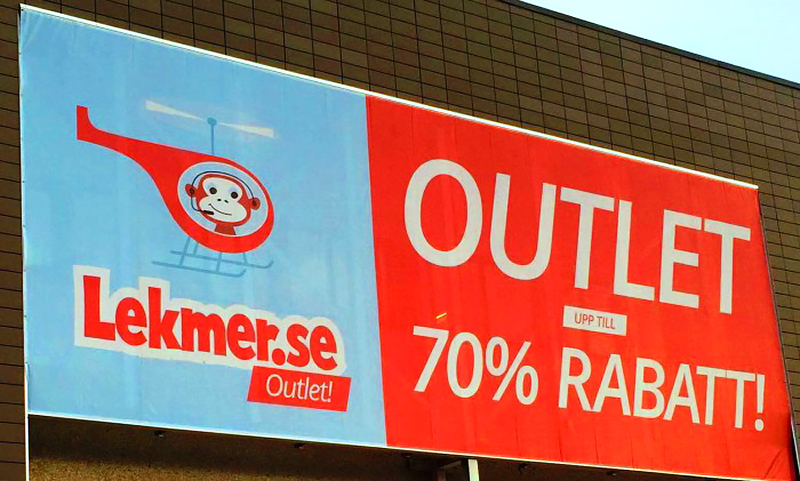 Lekmer.se
Outlet!
OUTLET
UPP TILL
70% RABATT!